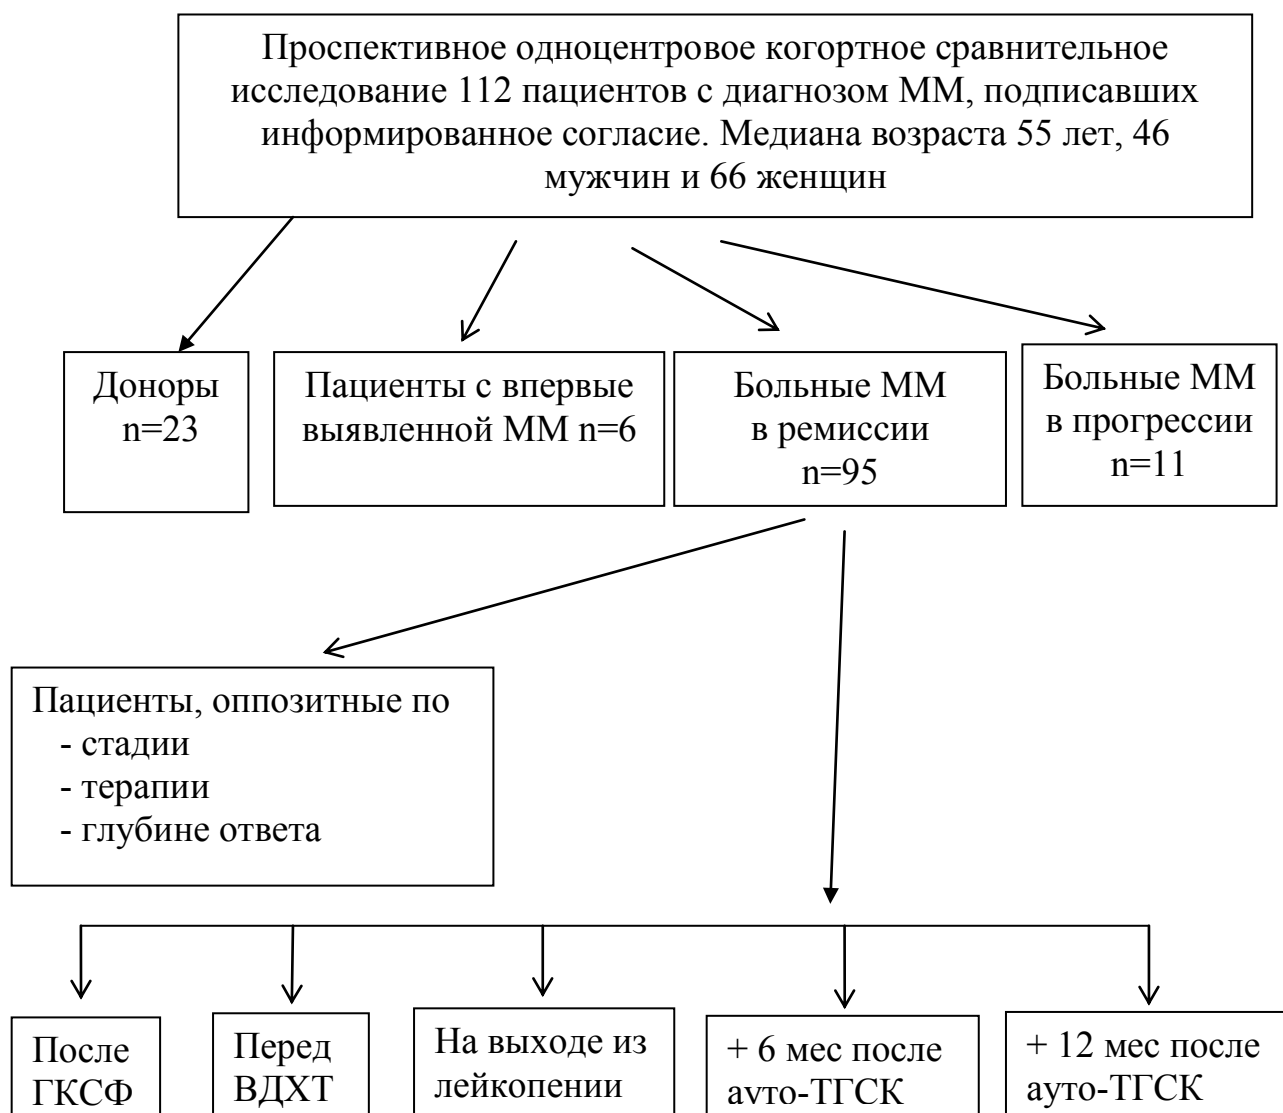 Проспективное одноцентровое когортное сравнительное
исследование 112 пациентов с диагнозом ММ, подписавших
информированное согласие. Медиана возраста 55 лет, 46
мужчин и 66 женщин
Доноры
n=23
Пациенты с впервые
выявленной ММ n=6
Больные ММ
в ремиссии
n=95
Больные ММ
в прогрессии
n=11
Пациенты, оппозитные по
- стадии
- терапии
- глубине ответа
После
ГКСФ
Перед
ВДХТ
На выходе из
лейкопении
+ 6 мес после
ауто-ТГСК
+ 12 мес после
ауто-ТГСК